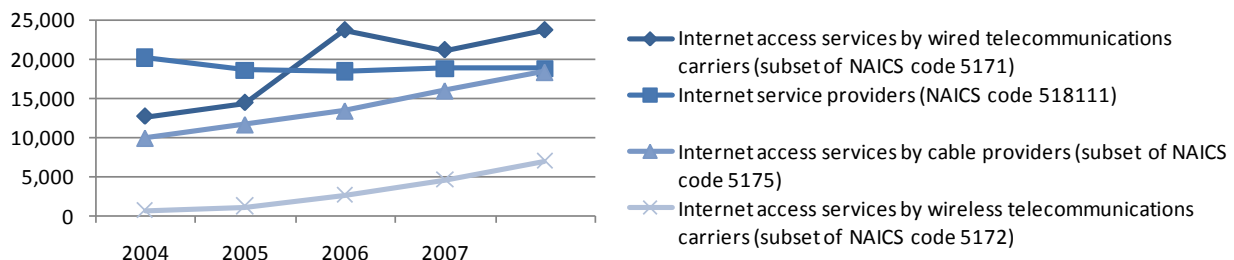 25,000
20,000
15,000
10,000
5,000
0
2004 2005 2006 2007
Internet access services by wired telecommunications
carriers (subset of NAICS code 5171)
Internet service providers (NAICS code 518111)
Internet access services by cable providers (subset of NAICS
code 5175)
Internet access services by wireless telecommunications
carriers (subset of NAICS code 5172)